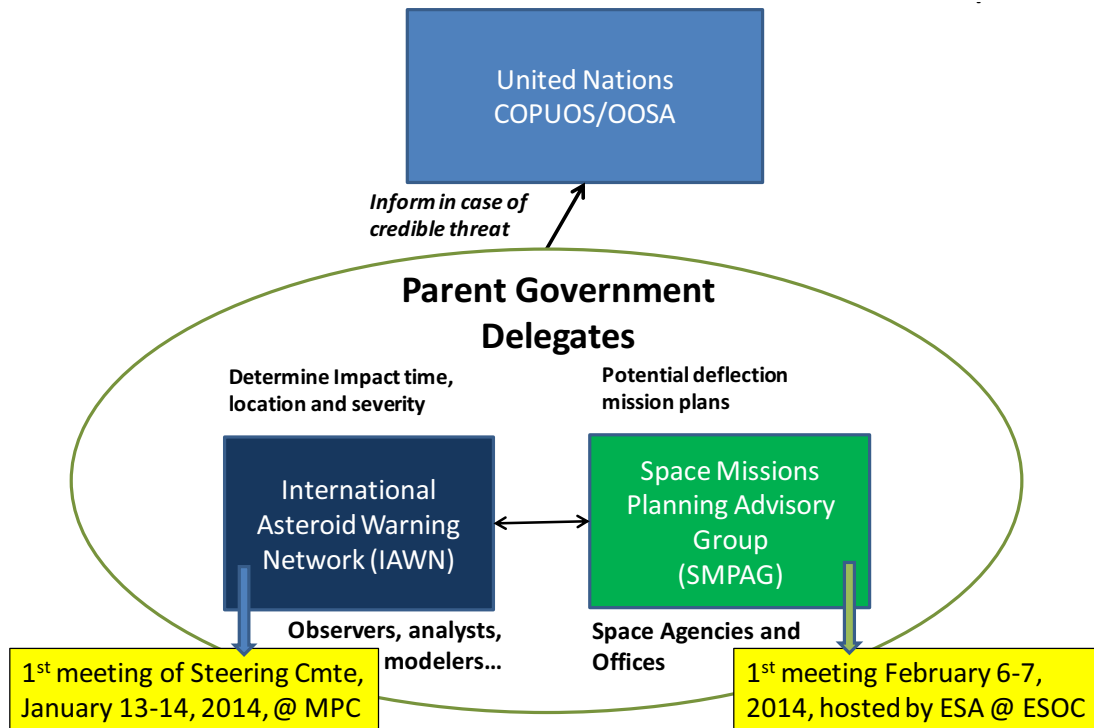 United Nations
COPUOS/OOSA
Inform in case of
credible threat
Parent Government
Delegates
Determine Impact time,
location and severity
Potential deflection
mission plans
International
Asteroid Warning
Network (IAWN)
Space Missions
Planning Advisory
Group
(SMPAG)
Observers, analysts,
modelers…
Space Agencies and
Offices
1st meeting of Steering Cmte,
January 13-14, 2014, @ MPC
1st meeting February 6-7,
2014, hosted by ESA @ ESOC